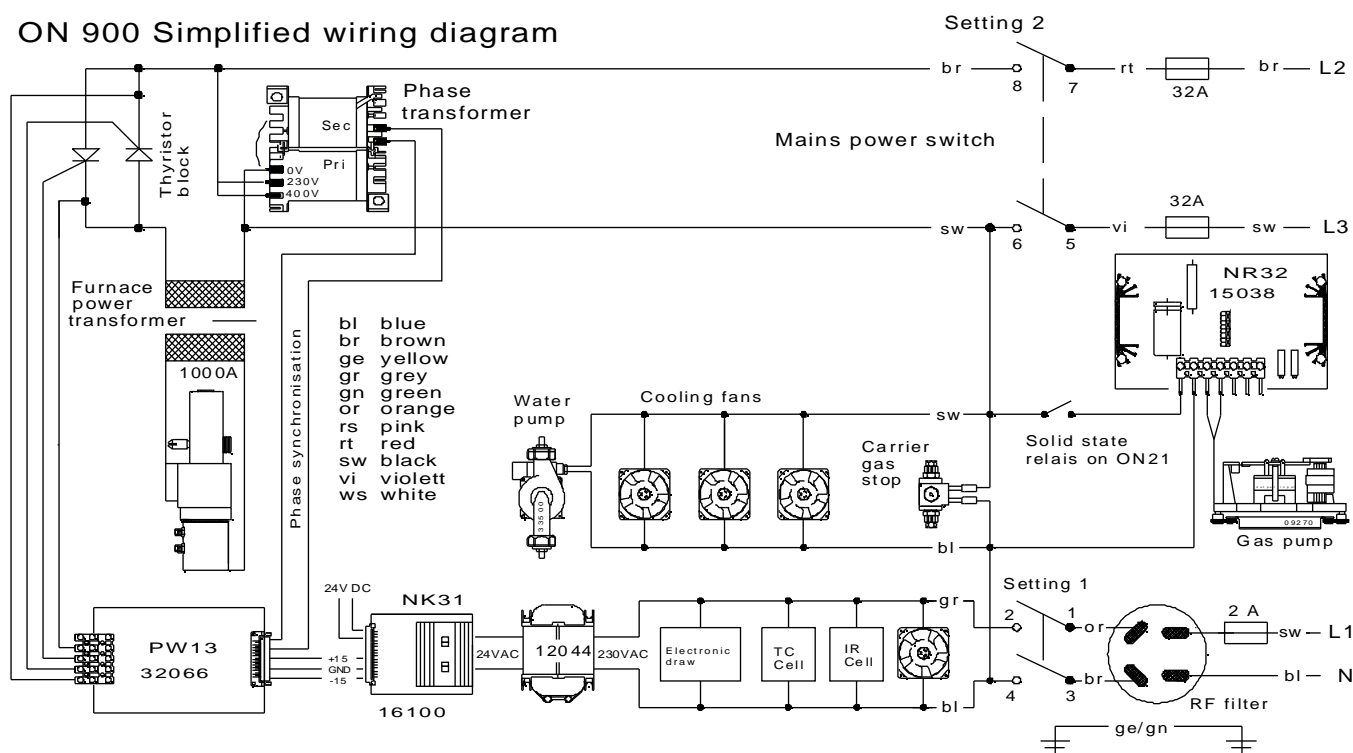 ON 900 Simplified wiring diagram
Setting 2
br
8
7
rt
32A
br
L2
Mains power switch
Phase
transformer
Sec
Pri
0V
230V
400V
Thyristor
block
sw
6
5
vi
32A
sw
L3
Furnace
power
transformer
1000A
Phase synchronisation
bl blue
br brown
ge yellow
gr grey
gn green
or orange
rs pink
rt red
sw black
vi violett
ws white
NR32
15038
Water
pump
33500
Cooling fans
sw
Carrier
gas
stop
Solid state
relais on ON21
bl
09270
Gas pump
PW13
32066
+15
GND
-15
24V DC
NK31
16100
24VAC
12044
230VAC
Electronic
draw
TC
Cell
IR
Cell
gr
bl
Setting 1
2
1
or
4
3
br
2 A
sw
L1
bl
N
RF filter
ge/gn